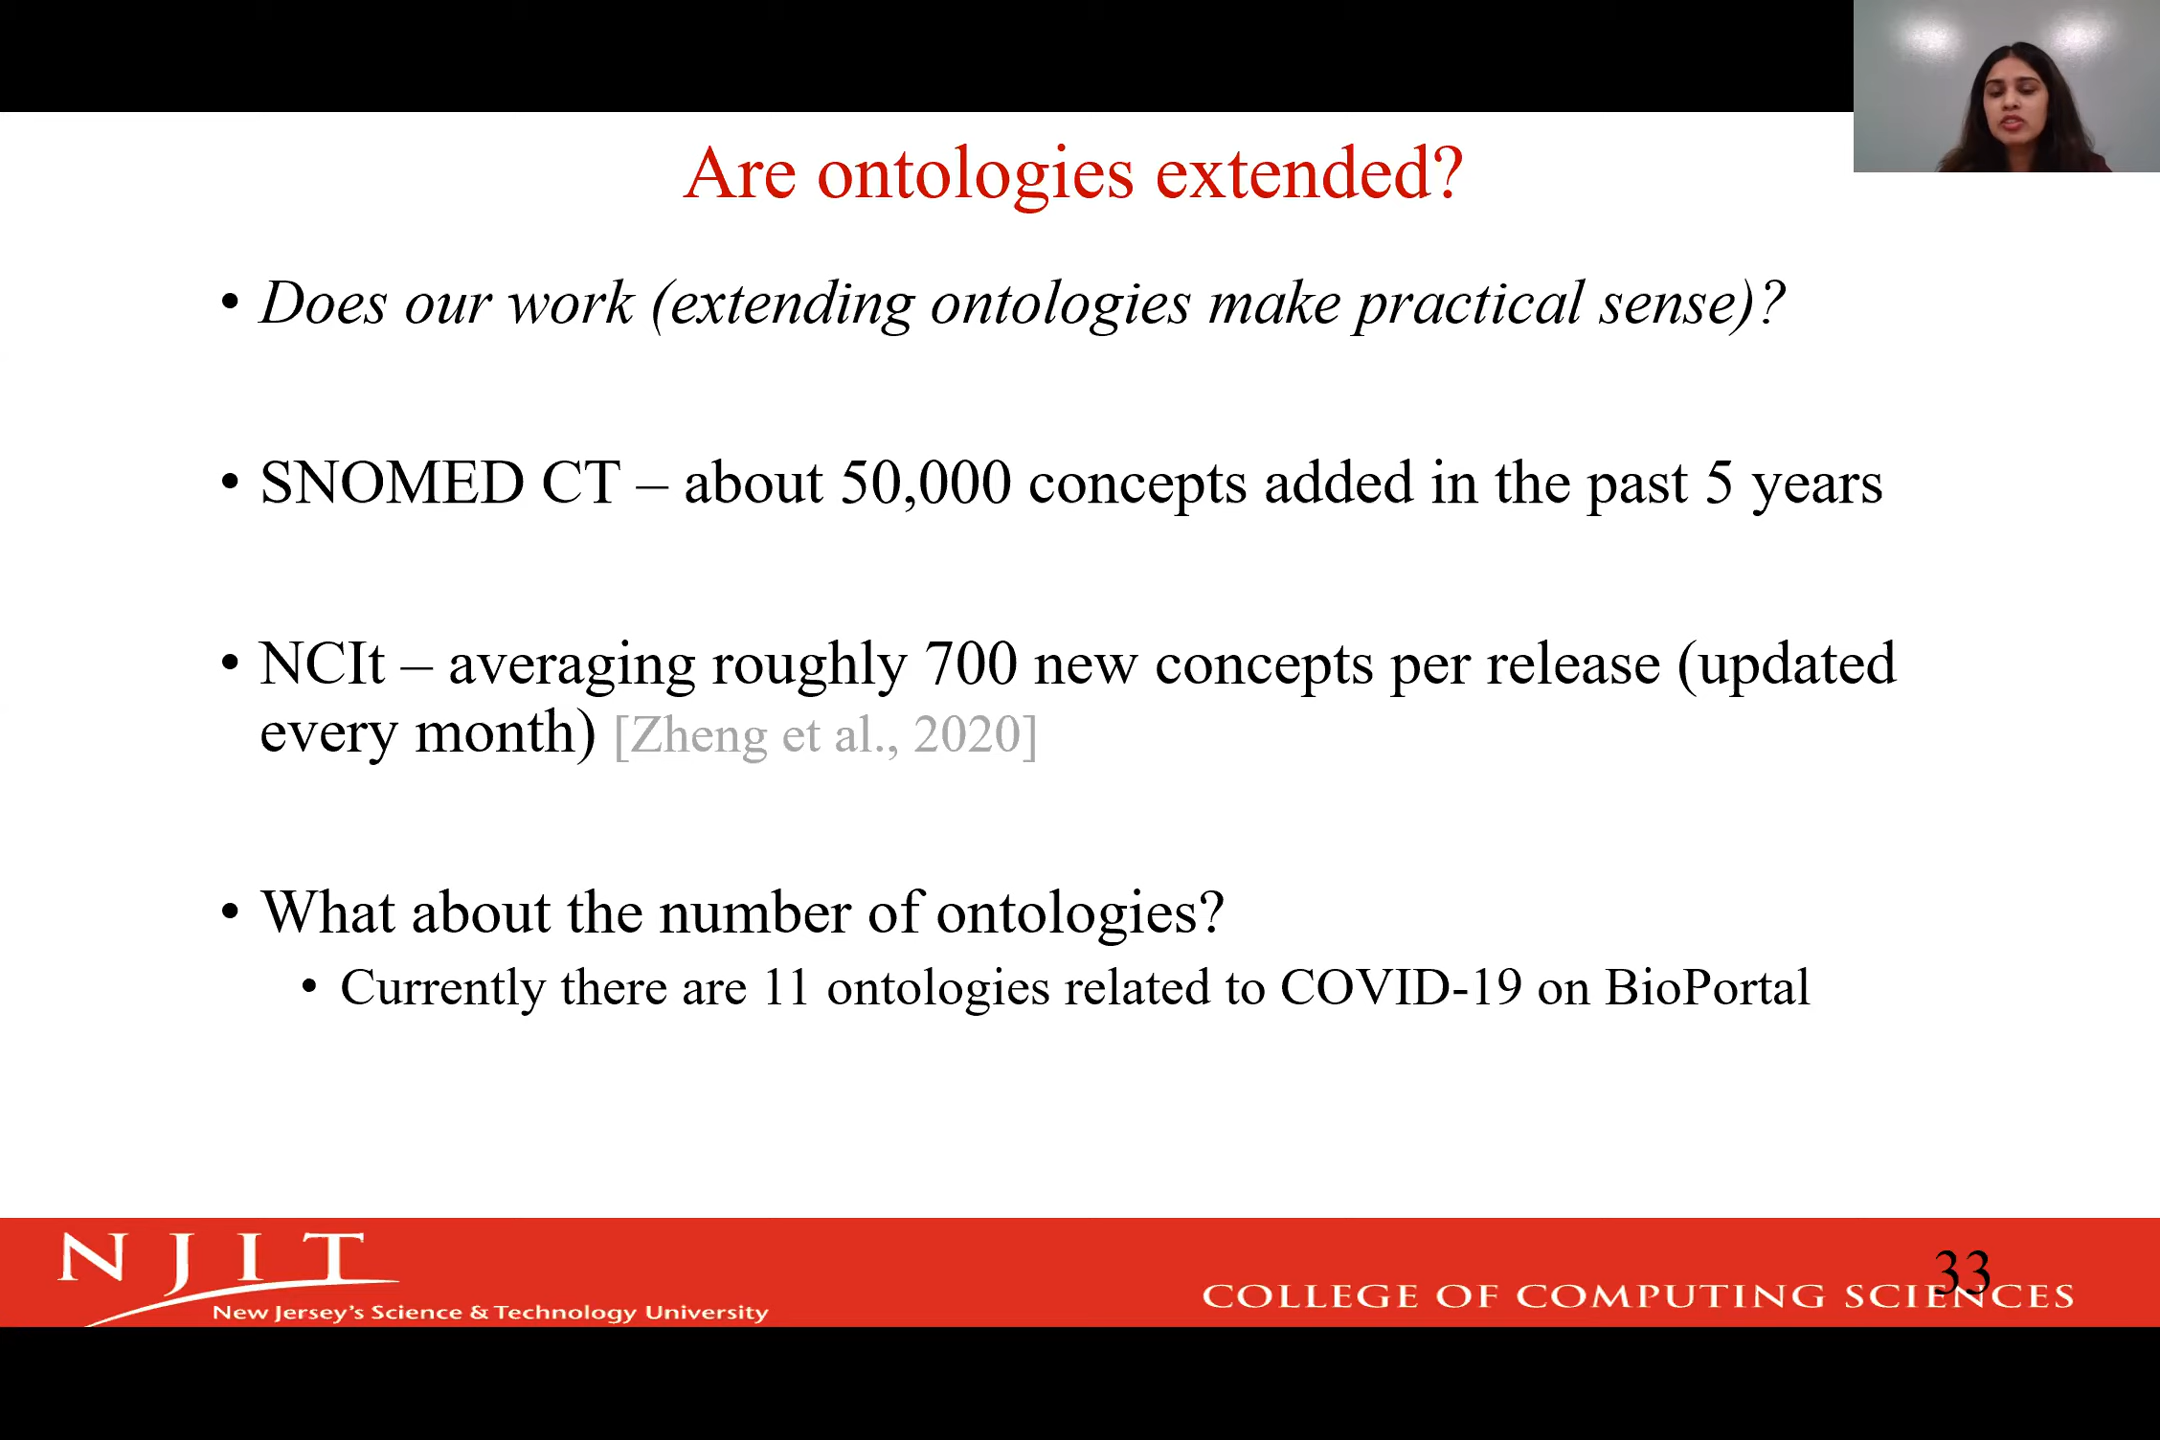 Are ontologies extended?
• Does our work (extending ontologies make practical sense)?
• SNOMED CT – about 50,000 concepts added in the past 5 years
• NCIt – averaging roughly 700 new concepts per release (updated
every month) [Zheng et al., 2020]
• What about the number of ontologies?
• Currently there are 11 ontologies related to COVID-19 on BioPortal
NJIT
New Jersey's Science & Technology University
COLLEGE OF COMPUTING SCIENCES
33